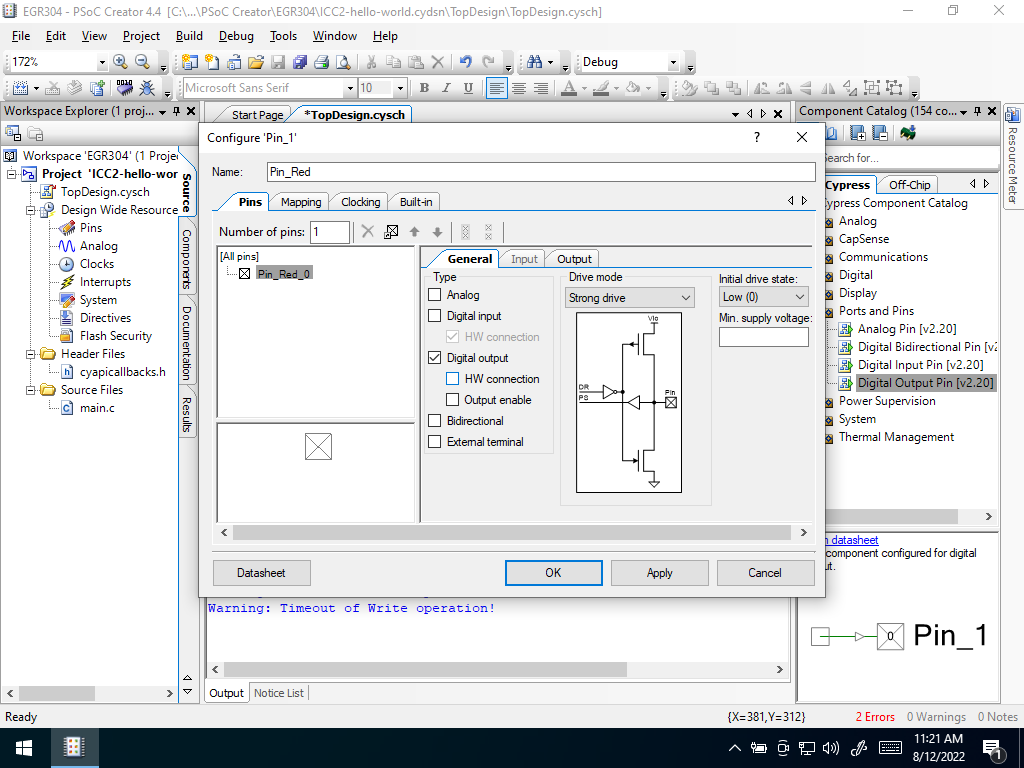 EGR304 - PSoC Creator 4.4 [C:\...\PSoC Creator\EGR304\ICC2-hello-world.cydsn\TopDesign\TopDesign.cysch]
File Edit View Project Build Debug Tools Window Help
172% Debug
Microsoft Sans Serif 10 B I U
Workspace Explorer (1 proj...
Workspace 'EGR304' (1 Projec
Project 'ICC2-hello-wor
TopDesign.cysch
Design Wide Resource
Pins
Analog
Clocks
Interrupts
System
Directives
Flash Security
Header Files
cyapicallbacks.h
Source Files
main.c
Source
Components
Documentation
Results
Start Page *TopDesign.cysch
Configure 'Pin_1' ?
Name: Pin_Red
Pins Mapping Clocking Built-in
Number of pins: 1
[All pins]
Pin_Red_0
General Input Output
Type
Analog
Digital input
HW connection
Digital output
HW connection
Output enable
Bidirectional
External terminal
Drive mode
Strong drive
Vio
DR
PS
Pin
Initial drive state:
Low (0)
Min. supply voltage:
Datasheet OK Apply Cancel
Warning: Timeout of Write operation!
Output Notice List
Component Catalog (154 co...
earch for...
Cypress Off-Chip
ypress Component Catalog
Analog
CapSense
Communications
Digital
Display
Ports and Pins
Analog Pin [v2.20]
Digital Bidirectional Pin [v2
Digital Input Pin [v2.20]
Digital Output Pin [v2.20]
Power Supervision
System
Thermal Management
n datasheet
component configured for digital
ut.
0 Pin_1
Resource Meter
Ready {X=381,Y=312} 2 Errors 0 Warnings 0 Notes
11:21 AM
8/12/2022
1